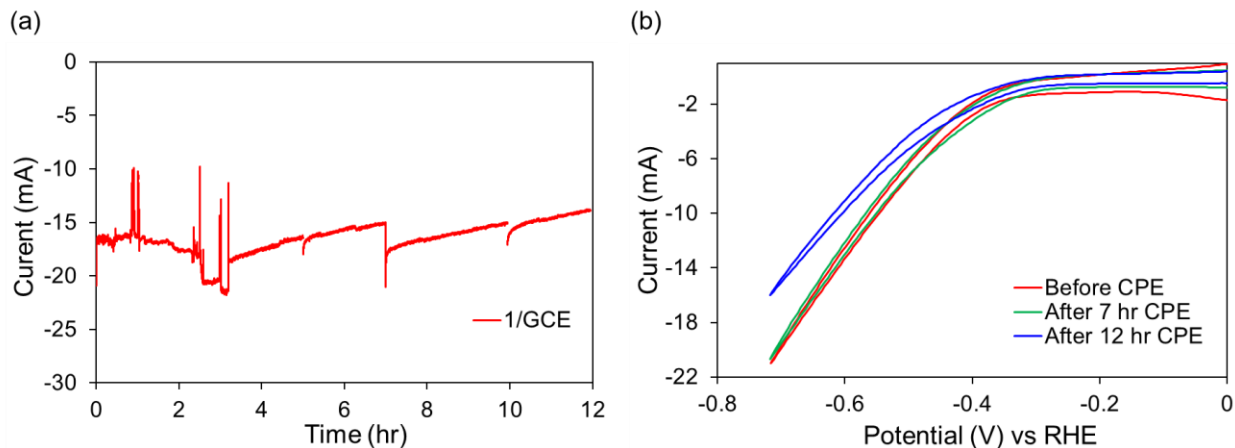 (a)
0
-5
-10
-15
-20
-25
-30
Current (mA)
0 2 4 6 8 10 12
Time (hr)
1/GCE
(b)
-2
-6
-10
-14
-18
-22
Current (mA)
-0.8 -0.6 -0.4 -0.2 0
Potential (V) vs RHE
Before CPE
After 7 hr CPE
After 12 hr CPE